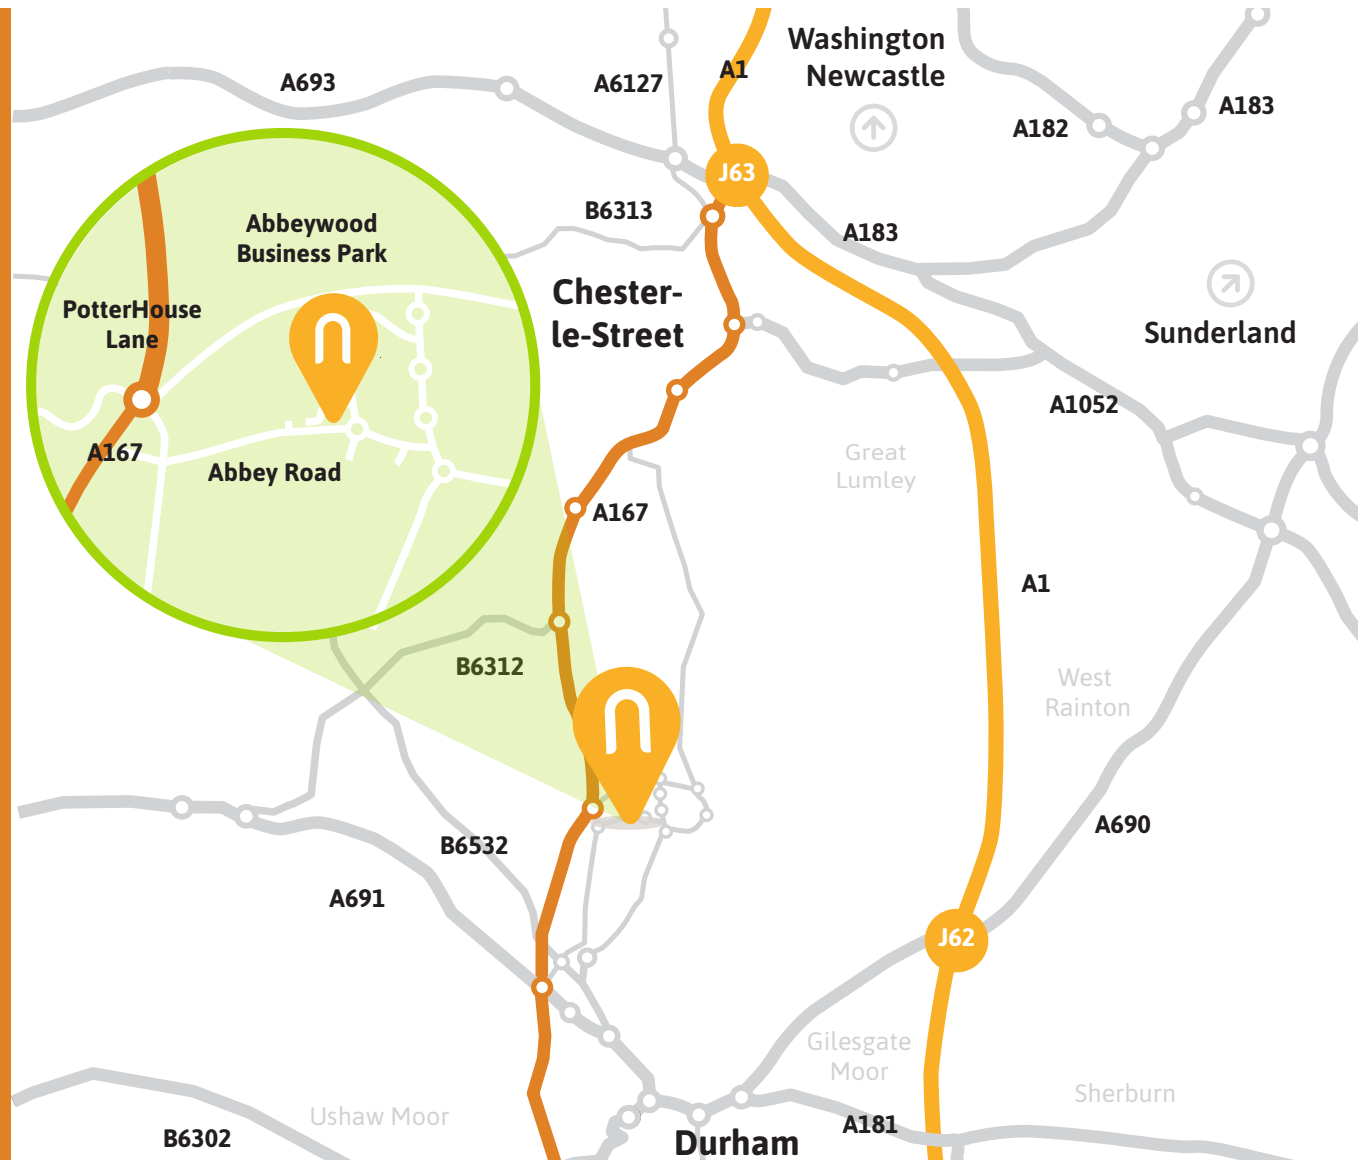 Washington
Newcastle
A1
A693
A6127
A182
A183
J63
B6313
A183
Abbeywood
Business Park
Chester-
le-Street
PotterHouse
Lane
Sunderland
A1052
A167
Abbey Road
Great
Lumley
A167
A1
B6312
West
Rainton
A690
B6532
A691
J62
Gilesgate
Moor
Sherburn
Ushaw Moor
A181
B6302
Durham